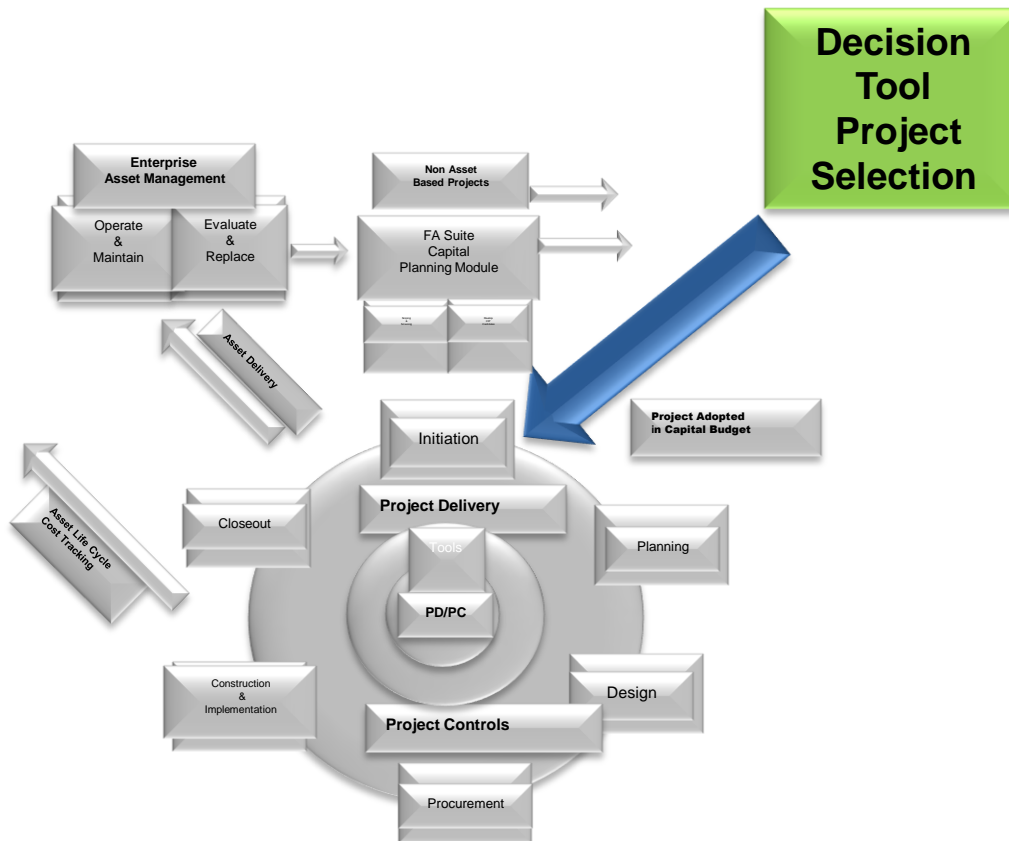 Decision
Tool
Project
Selection
Enterprise
Asset Management
Operate
&
Maintain
Evaluate
&
Replace
Non Asset
Based Projects
FA Suite
Capital
Planning Module
Asset Delivery
Asset Life Cycle
Cost Tracking
Project Adopted
in Capital Budget
Initiation
Project Delivery
Closeout
Tools
Planning
PD/PC
Construction
&
Implementation
Design
Project Controls
Procurement